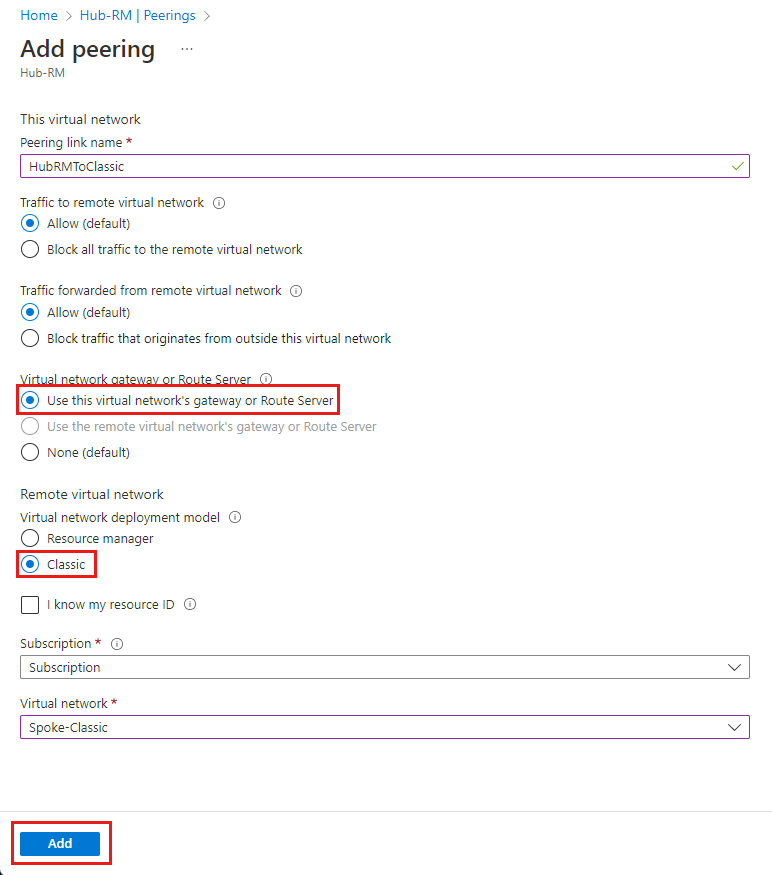 Home > Hub-RM | Peerings >
Add peering ...
Hub-RM
This virtual network
Peering link name *
HubRMToClassic
Traffic to remote virtual network
Allow (default)
Block all traffic to the remote virtual network
Traffic forwarded from remote virtual network
Allow (default)
Block traffic that originates from outside this virtual network
Virtual network gateway or Route Server
Use this virtual network's gateway or Route Server
Use the remote virtual network's gateway or Route Server
None (default)
Remote virtual network
Virtual network deployment model
Resource manager
Classic
I know my resource ID
Subscription *
Subscription
Virtual network *
Spoke-Classic
Add